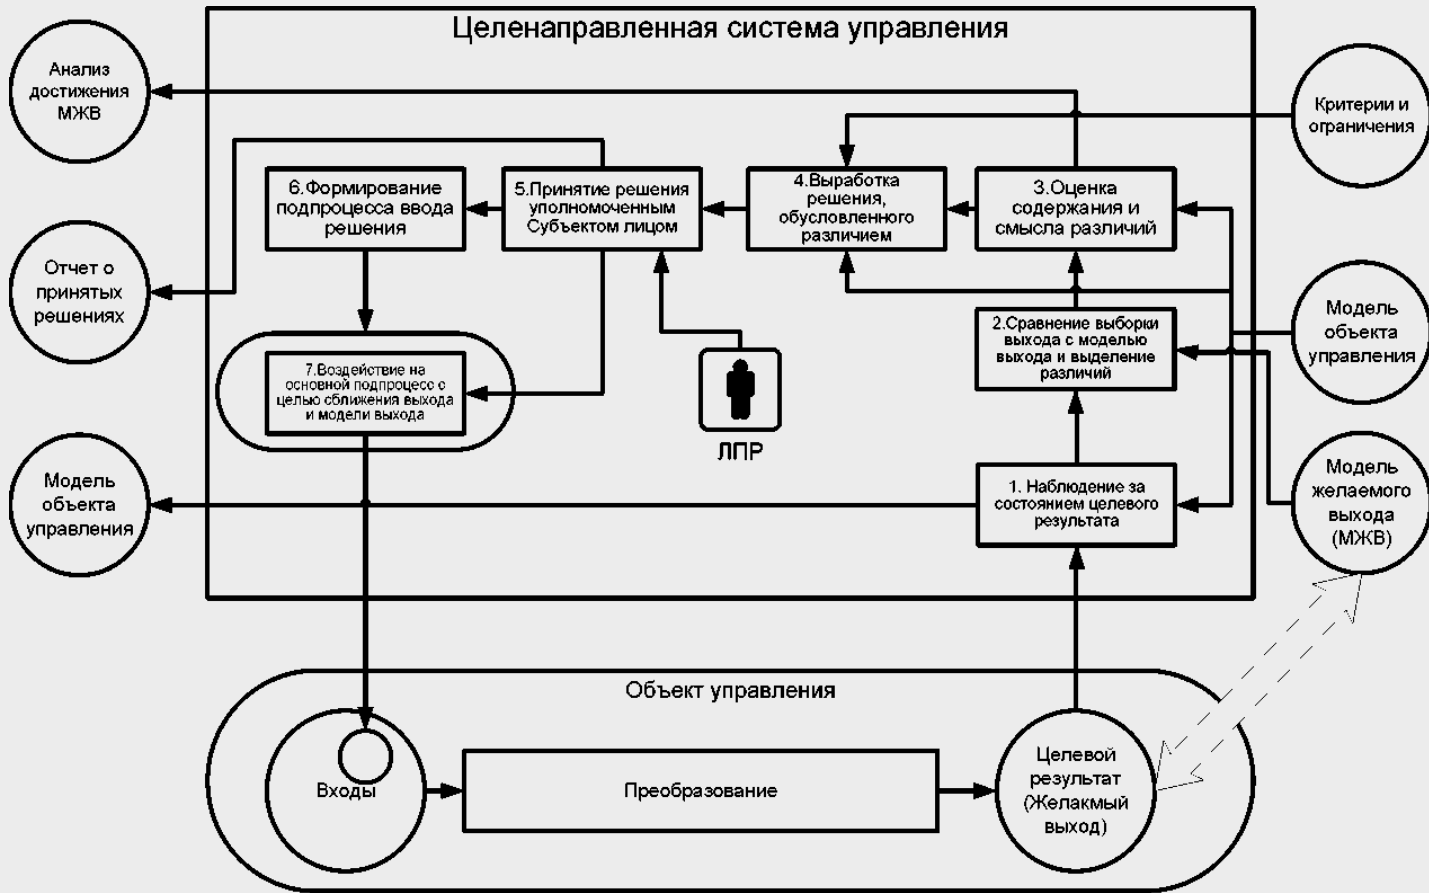 Целенаправленная система управления
Анализ
достижения
МЖВ
Критерии и
ограничения
6.Формирование
подпроцесса ввода
решения
5.Принятие решения
уполномоченным
Субъектом лицом
4.Выработка
решения,
обусловленного
различием
3.Оценка
содержания и
смысла различий
Отчет о
принятых
решениях
Модель
объекта
управления
2.Сравнение выборки
выхода с моделью
выхода и выделение
различий
7.Воздействие на
основной подпроцесс с
целью сближения выхода
и модели выхода
ЛПР
Модель
объекта
управления
1. Наблюдение за
состоянием целевого
результата
Модель
желаемого
выхода
(МЖВ)
Объект управления
Входы
Преобразование
Целевой
результат
(Желакмый
выход)